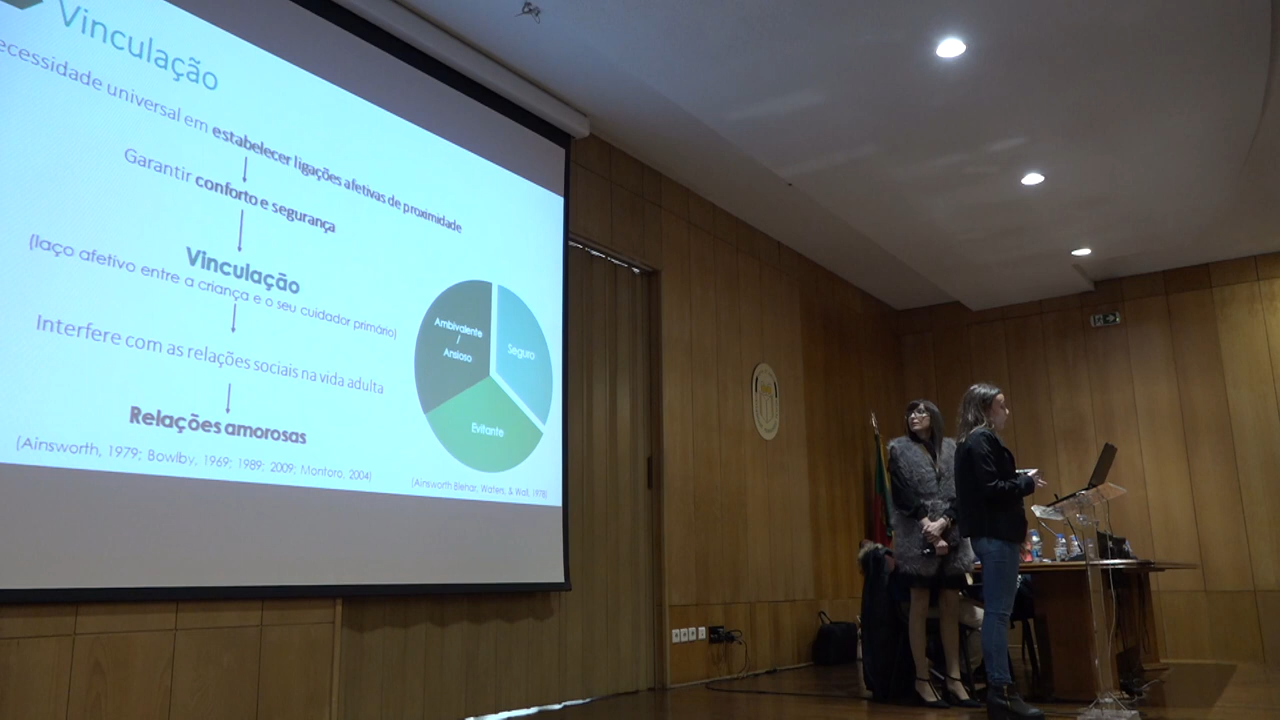 Vinculação
ecessidade universal em estabelecer ligações afetivas de proximidade
Garantir conforto e segurança
Vinculação
(laço afetivo entre a criança e o seu cuidador primário)
Interfere com as relações sociais na vida adulta
Relações amorosas
(Ainsworth, 1979; Bowlby, 1969; 1989; 2009; Montoro, 2004)
Ambivalente
/
Ansioso
Seguro
Evitante
(Ainsworth Blehar, Waters, & Wall, 1978)